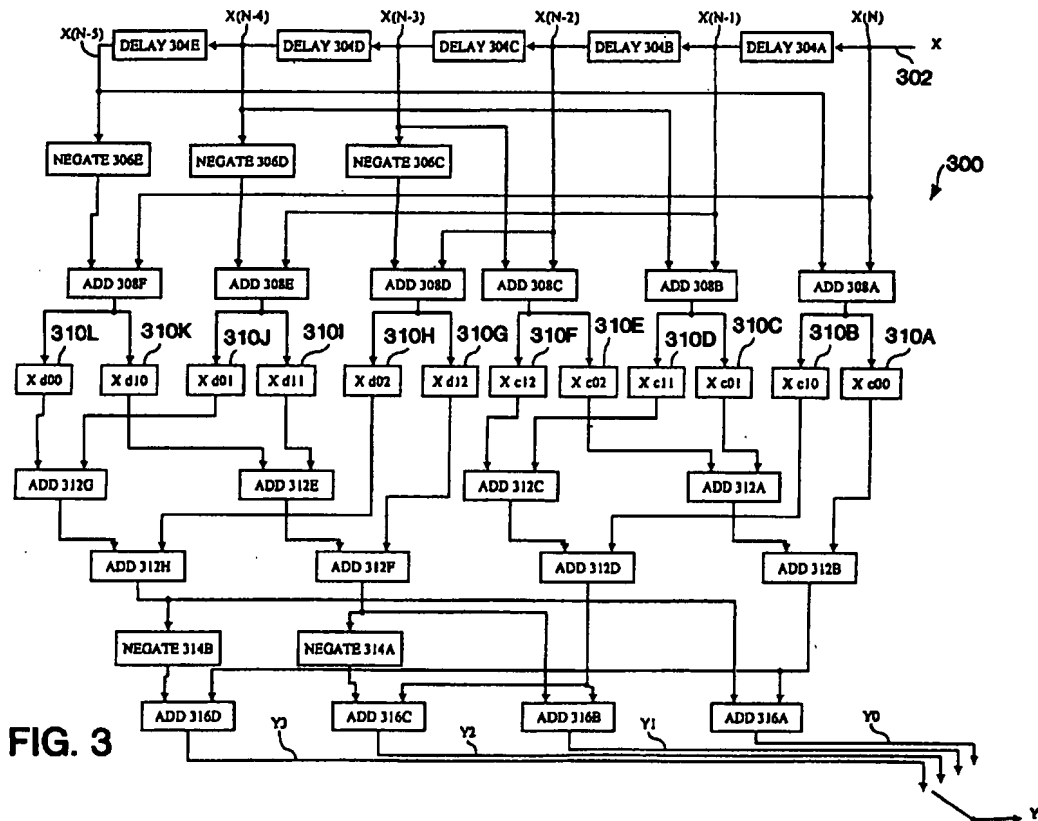 X(N-5) X(N-4) X(N-3) X(N-2) X(N-1) X(N)
DELAY 304E DELAY 304D DELAY 304C DELAY 304B DELAY 304A X
302
NEGATE 306E NEGATE 306D NEGATE 306C
300
ADD 308F ADD 308E ADD 308D ADD 308C ADD 308B ADD 308A
310L 310K 310J 310I 310H 310G 310F 310E 310D 310C 310B 310A
X d00 X d10 X d01 X d11 X d02 X d12 X c12 X c02 X c11 X c01 X c10 X c00
ADD 312G ADD 312E ADD 312C ADD 312A
ADD 312H ADD 312F ADD 312D ADD 312B
NEGATE 314B NEGATE 314A
ADD 316D ADD 316C ADD 316B ADD 316A
FIG. 3
Y3 Y2 Y1 Y0
Y